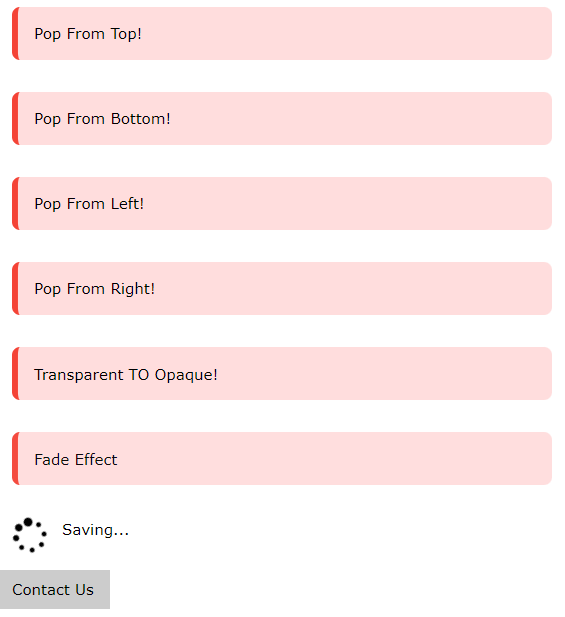 Pop From Top!
Pop From Bottom!
Pop From Left!
Pop From Right!
Transparent TO Opaque!
Fade Effect
Saving...
Contact Us